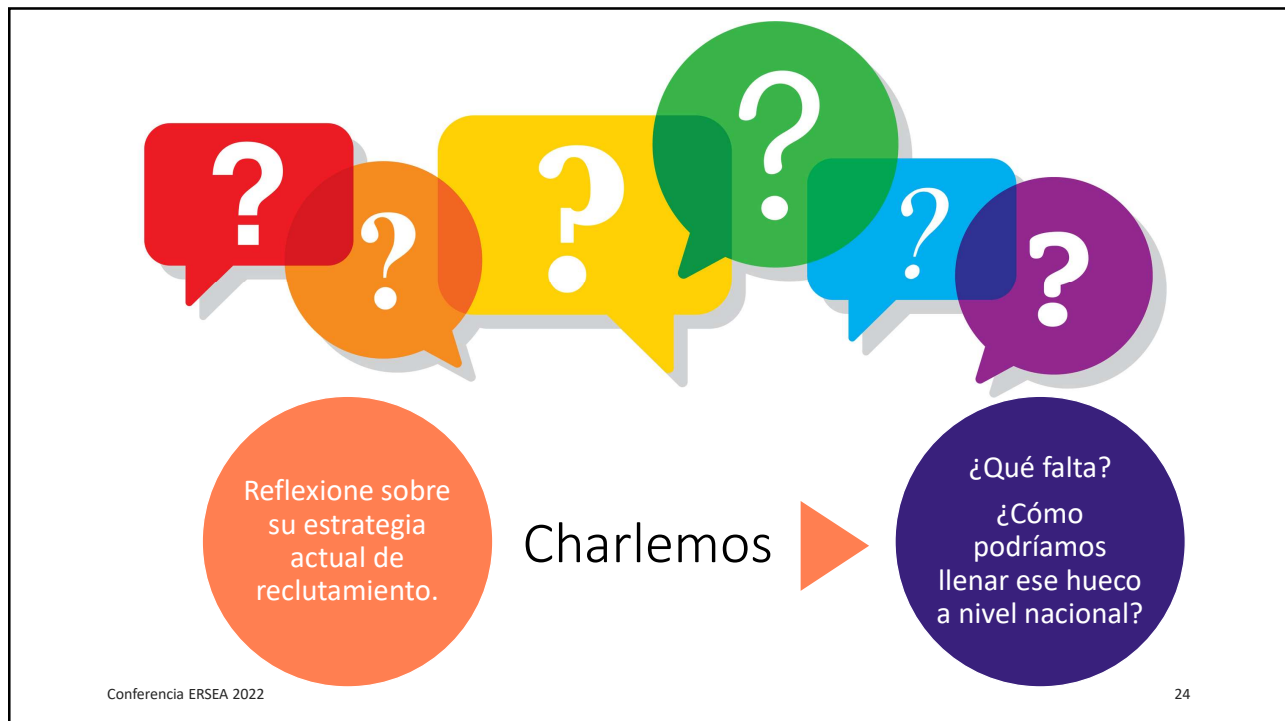 ?
?
?
?
?
?
Reflexione sobre
su estrategia
actual de
reclutamiento.
Charlemos
¿Qué falta?
¿Cómo
podríamos
llenar ese hueco
a nivel nacional?
Conferencia ERSEA 2022
24